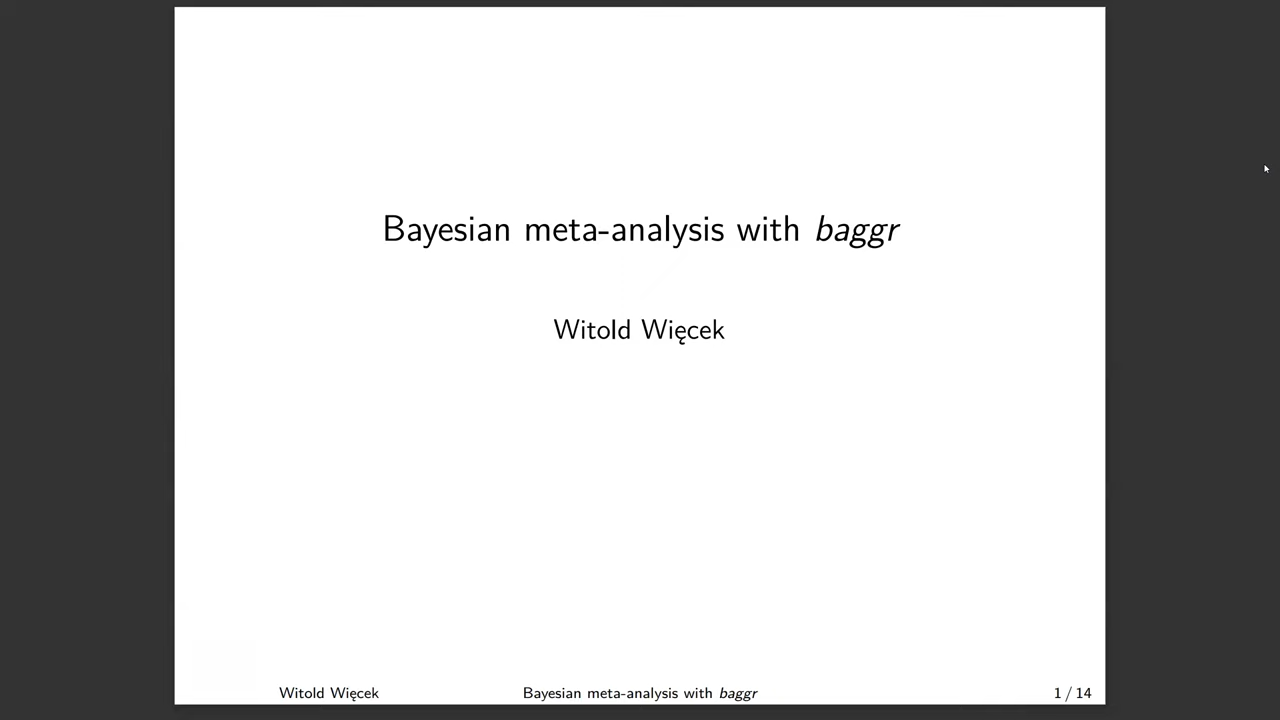 Bayesian meta-analysis with baggr
Witold Więcek
Witold Więcek Bayesian meta-analysis with baggr 1 / 14